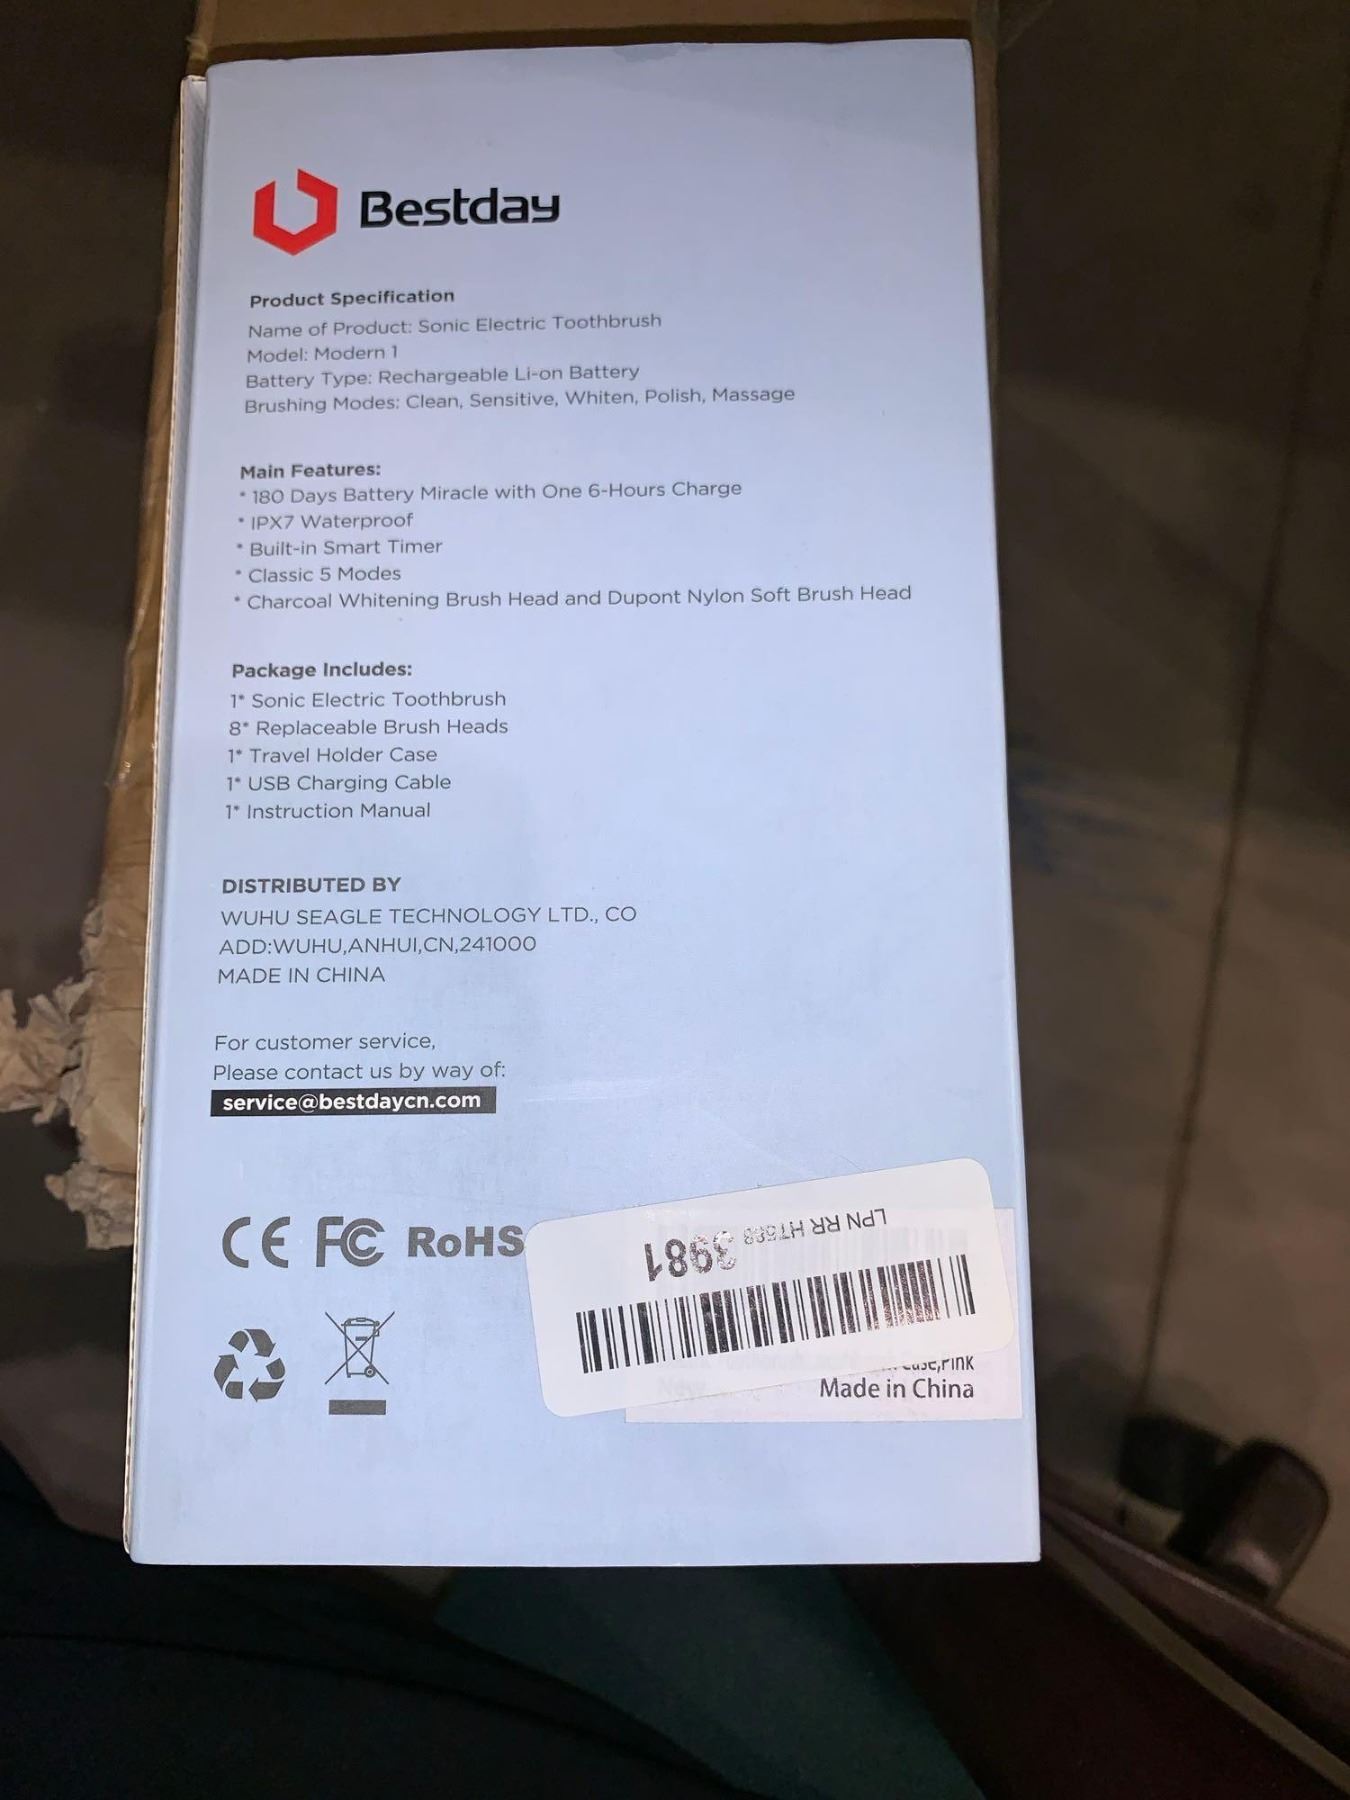 Bestday
Product Specification
Name of Product: Sonic Electric Toothbrush
Model: Modern 1
Battery Type: Rechargeable Li-on Battery
Brushing Modes: Clean, Sensitive, Whiten, Polish, Massage
Main Features:
* 180 Days Battery Miracle with One 6-Hours Charge
* IPX7 Waterproof
* Built-in Smart Timer
* Classic 5 Modes
* Charcoal Whitening Brush Head and Dupont Nylon Soft Brush Head
Package Includes:
1* Sonic Electric Toothbrush
8* Replaceable Brush Heads
1* Travel Holder Case
1* USB Charging Cable
1* Instruction Manual
DISTRIBUTED BY
WUHU SEAGLE TECHNOLOGY LTD., CO
ADD:WUHU,ANHUI,CN,241000
MADE IN CHINA
For customer service,
Please contact us by way of:
service@bestdaycn.com
CE FC RoHS
LPN RR
3981
Case,Pink
Made in China